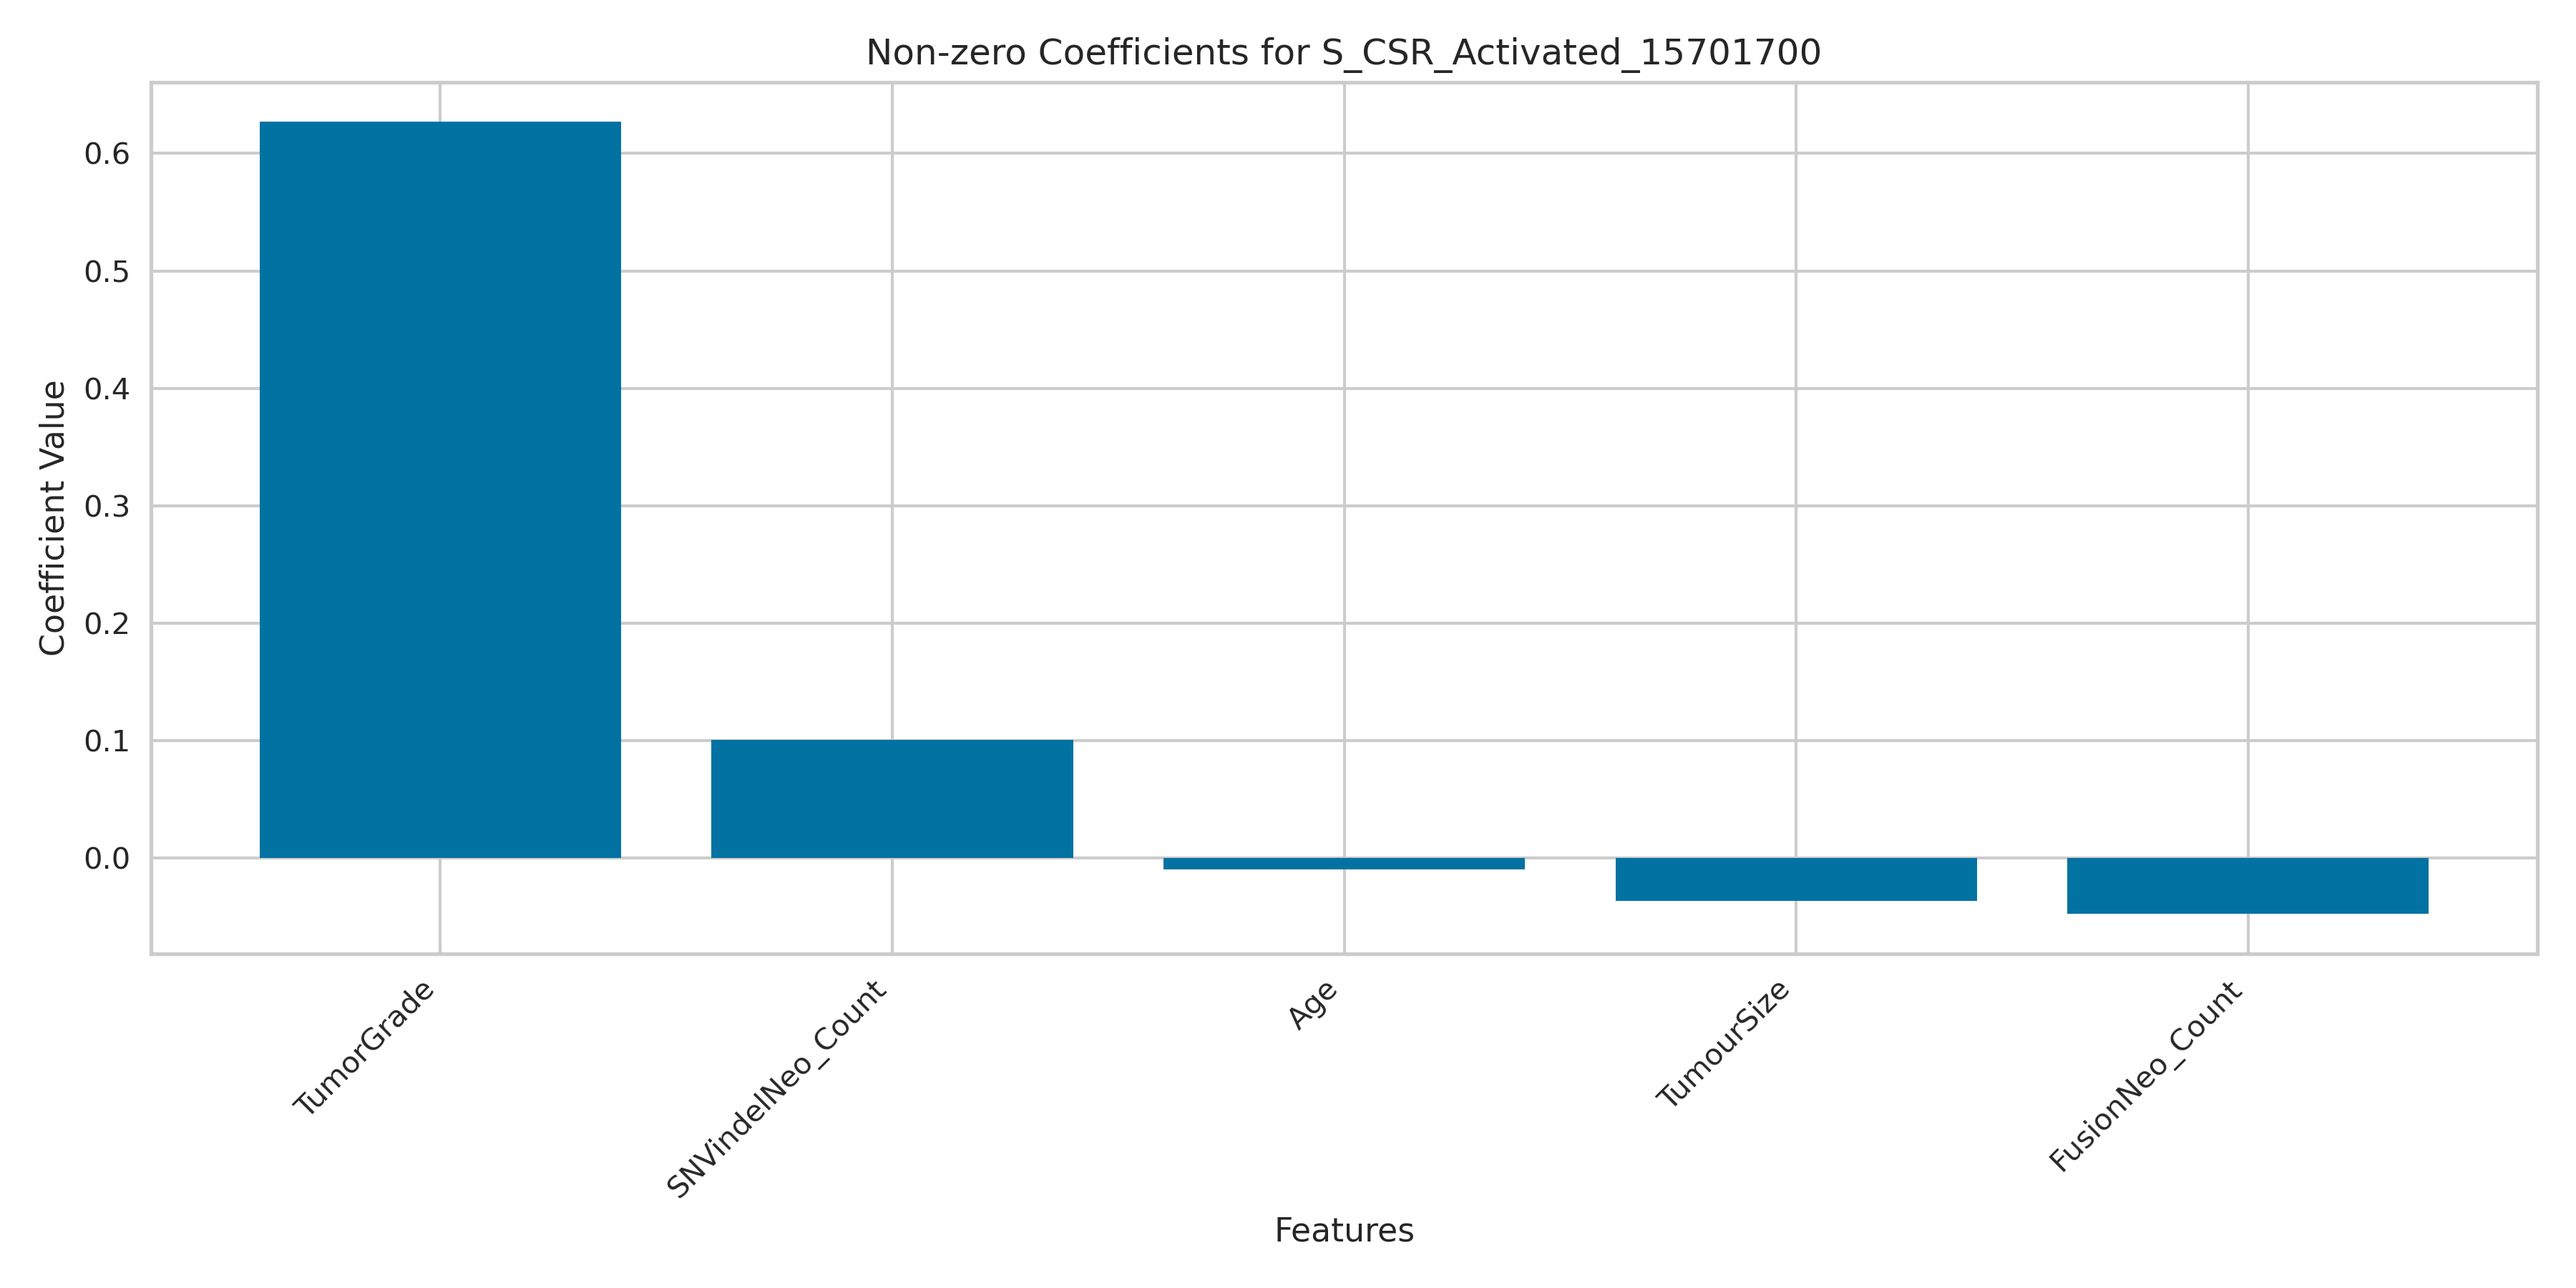 Non-zero Coefficients for S_CSR_Activated_15701700
Coefficient Value
0.6
0.5
0.4
0.3
0.2
0.1
0.0
TumorGrade
SNVindelNeo_Count
Age
TumourSize
FusionNeo_Count
Features